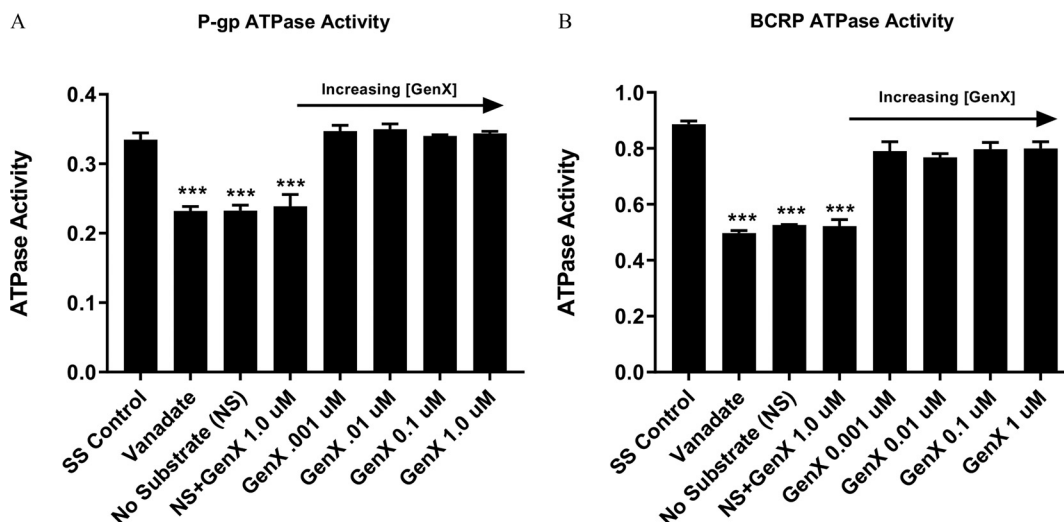 A
P-gp ATPase Activity
Increasing [GenX]
ATPase Activity
0.4
0.3
0.2
0.1
0.0
***
***
***
SS Control
Vanadate
No Substrate (NS)
NS+GenX 1.0 uM
GenX .001 uM
GenX .01 uM
GenX 0.1 uM
GenX 1.0 uM
B
BCRP ATPase Activity
Increasing [GenX]
ATPase Activity
1.0
0.8
0.6
0.4
0.2
0.0
***
***
***
SS Control
Vanadate
No Substrate (NS)
NS+GenX 1.0 uM
GenX 0.001 uM
GenX 0.01 uM
GenX 0.1 uM
GenX 1 uM